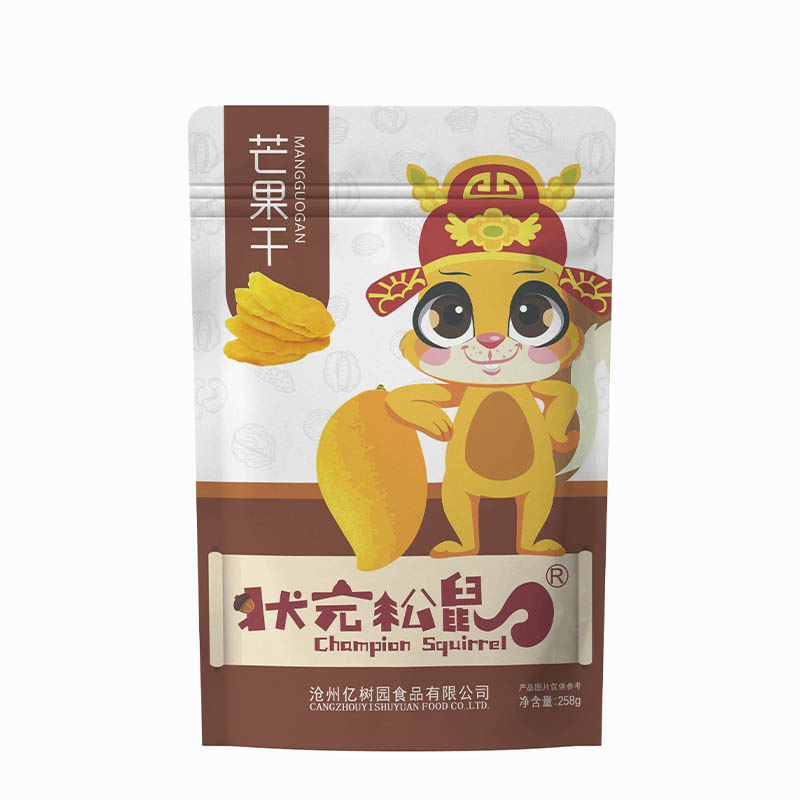 芒果干
MANGGUOGAN
状元松鼠
®
Champion Squirrel
沧州亿树园食品有限公司
CANGZHOUYISHUYUAN FOOD CO.,LTD.
产品图片仅供参考
净含量:258g